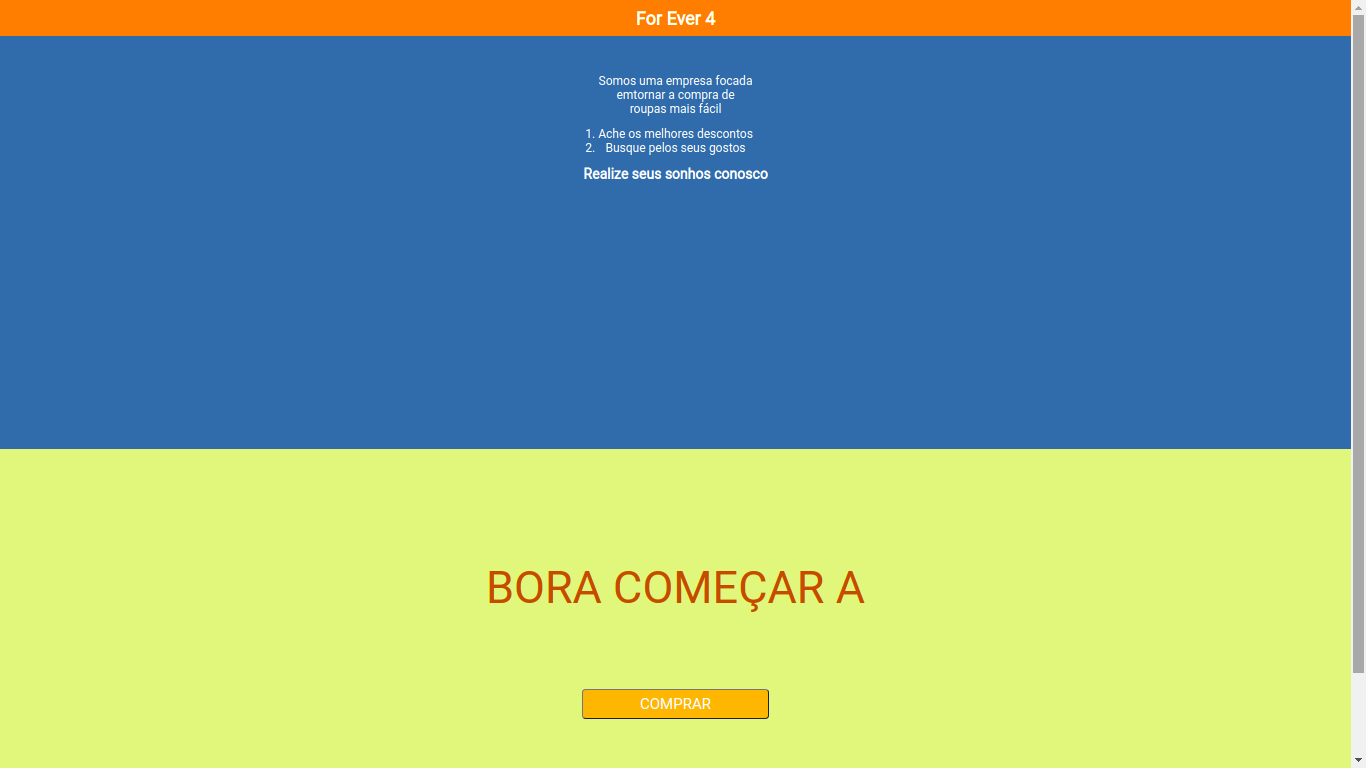 For Ever 4
Somos uma empresa focada
emtornar a compra de
roupas mais fácil
1. Ache os melhores descontos
2. Busque pelos seus gostos
Realize seus sonhos conosco
BORA COMEÇAR A
COMPRAR